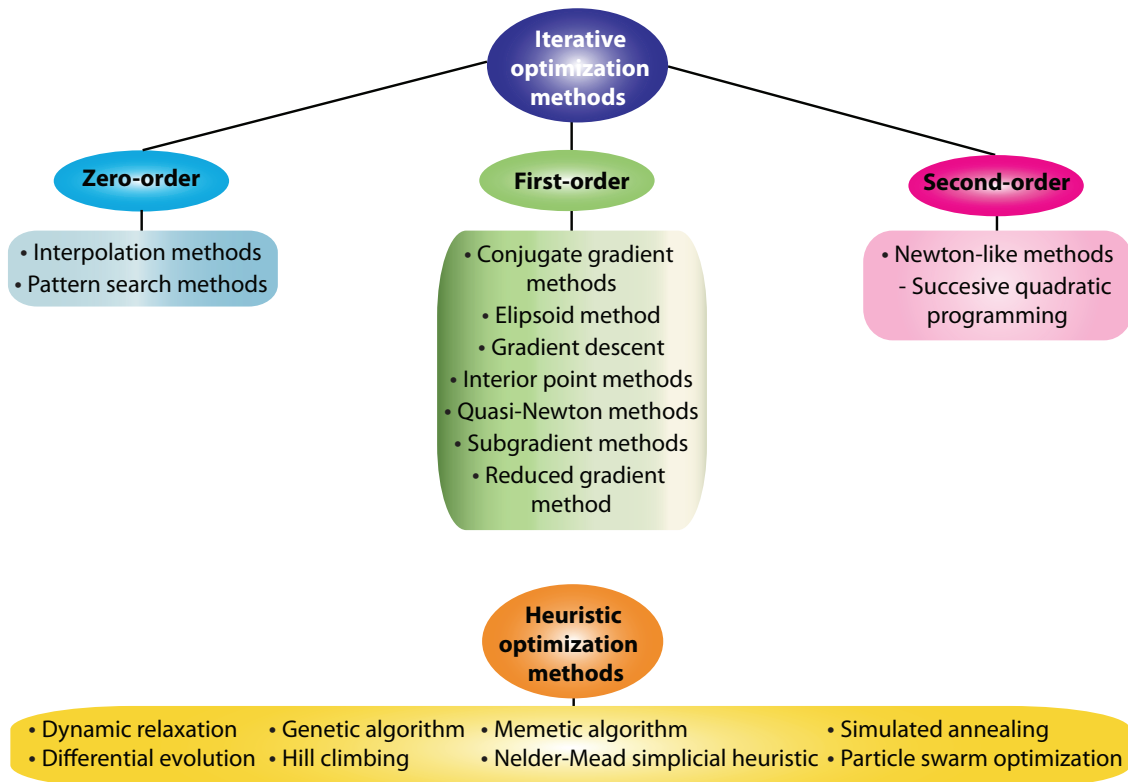 Iterative
optimization
methods
Zero-order
First-order
Second-order
• Interpolation methods
• Pattern search methods
• Conjugate gradient
methods
• Elipsoid method
• Gradient descent
• Interior point methods
• Quasi-Newton methods
• Subgradient methods
• Reduced gradient
method
• Newton-like methods
- Succesive quadratic
programming
Heuristic
optimization
methods
• Dynamic relaxation • Genetic algorithm • Memetic algorithm • Simulated annealing
• Differential evolution • Hill climbing • Nelder-Mead simplicial heuristic • Particle swarm optimization